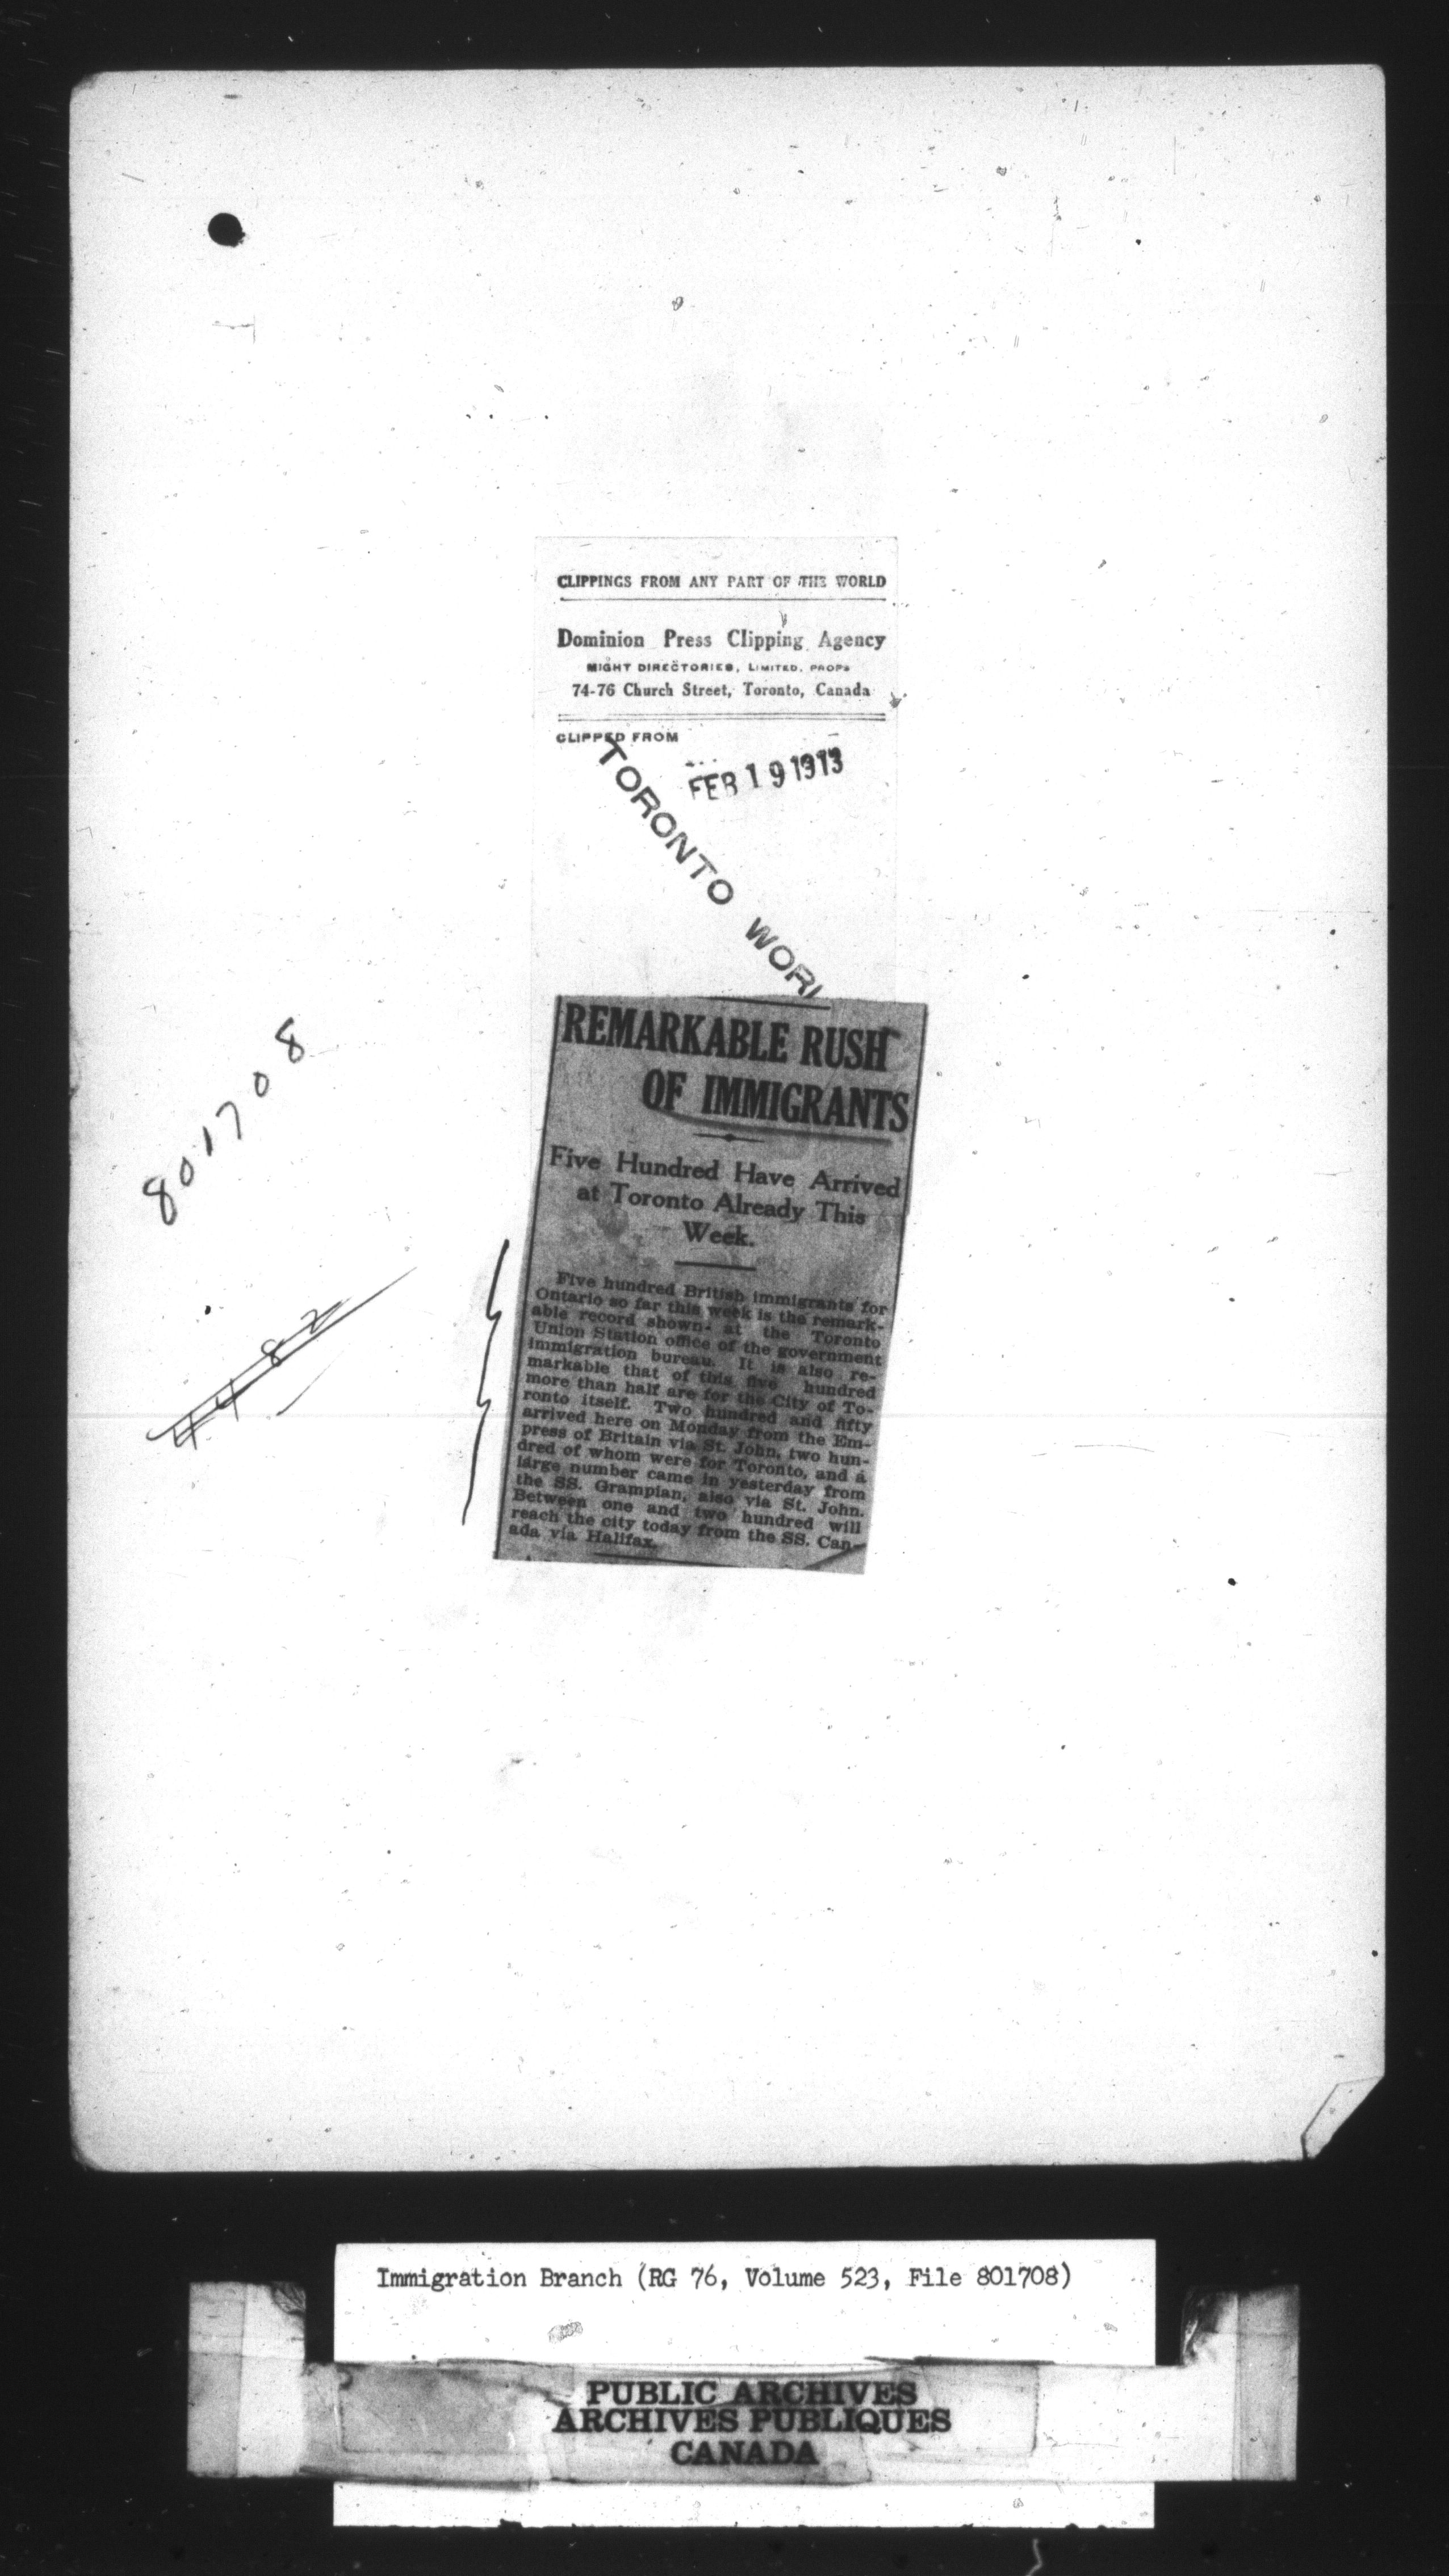 CLIPPINGS FROM ANY PART OF THE WORLD
Dominion Press Clipping Agency
MIGHT DIRECTORIES, LIMITED, PROPS
74-76 Church Street, Toronto, Canada
CLIPPED FROM
FEB 19 1913
TORONTO WORL
REMARKABLE RUSH
OF IMMIGRANTS
Five Hundred Have Arrived
at Toronto Already This
Week.
Five hundred British immigrants for
Ontario so far this week is the remark-
able record shown at the Toronto
Union Station office of the government
immigration bureau. It is also re-
markable that of this five hundred
more than half are for the City of To-
ronto itself. Two hundred and fifty
arrived here on Monday from the Em-
press of Britain via St. John, two hun-
dred of whom were for Toronto, and a
large number came in yesterday from
the SS. Grampian, also via St. John.
Between one and two hundred will
reach the city today from the SS. Can-
ada via Halifax.
801708
4482
Immigration Branch (RG 76, Volume 523, File 801708)
PUBLIC ARCHIVES
ARCHIVES PUBLIQUES
CANADA